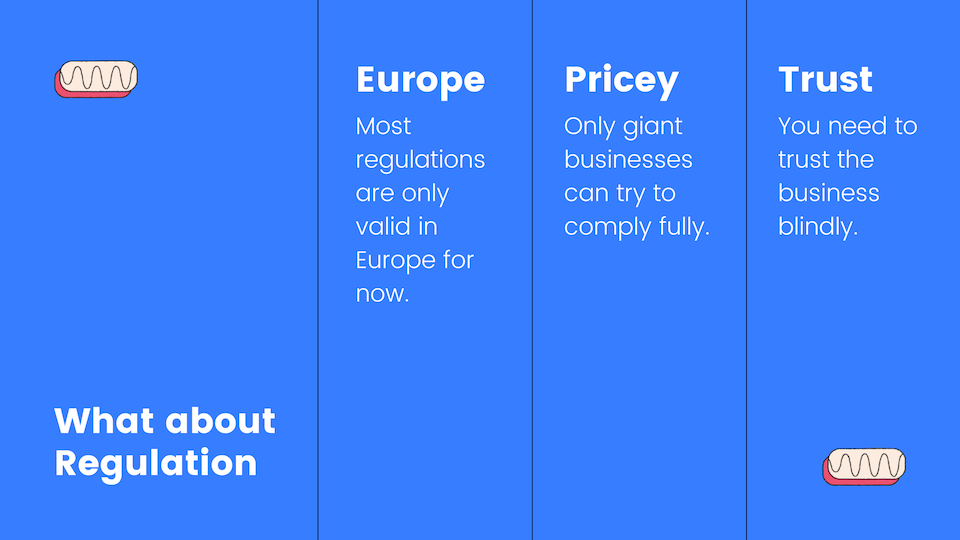 Europe
Most
regulations
are only
valid in
Europe for
now.
Pricey
Only giant
businesses
can try to
comply fully.
Trust
You need to
trust the
business
blindly.
What about
Regulation